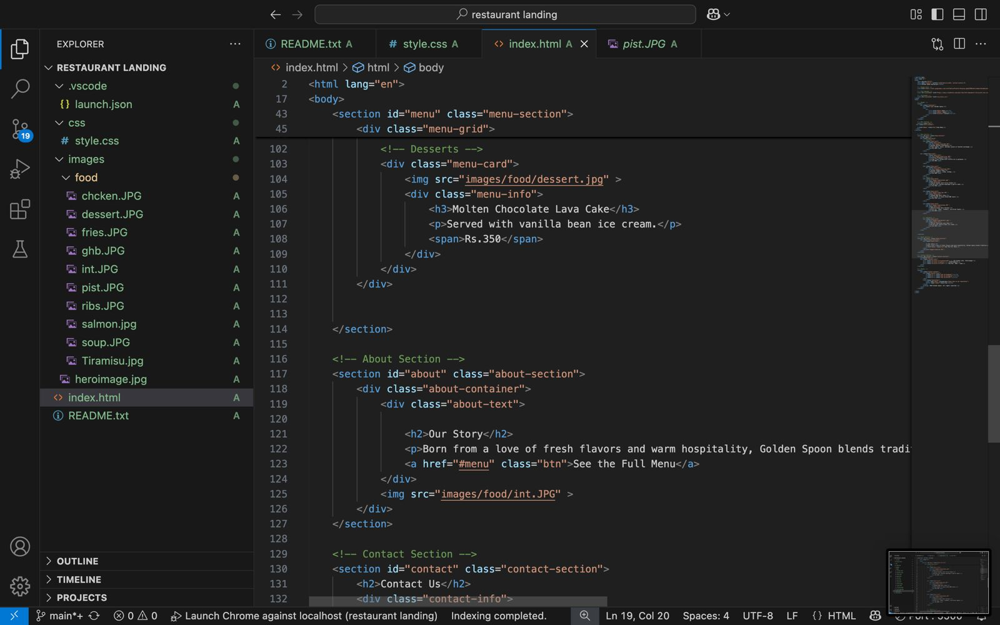 restaurant landing
EXPLORER
README.txt A
style.css A
index.html A
pist.JPG A
RESTAURANT LANDING
.vscode
launch.json A
css
style.css A
images
food
chcken.JPG A
dessert.JPG A
fries.JPG A
ghb.JPG A
int.JPG A
pist.JPG A
ribs.JPG A
salmon.jpg A
soup.JPG A
Tiramisu.jpg A
heroimage.jpg A
index.html A
README.txt A
OUTLINE
TIMELINE
PROJECTS
19
index.html > html > body
2 <html lang="en">
17 <body>
43 <section id="menu" class="menu-section">
45 <div class="menu-grid">
102 <!-- Desserts -->
103 <div class="menu-card">
104 <img src="images/food/dessert.jpg" >
105 <div class="menu-info">
106 <h3>Molten Chocolate Lava Cake</h3>
107 <p>Served with vanilla bean ice cream.</p>
108 <span>Rs.350</span>
109 </div>
110 </div>
111 </div>
112
113
114 </section>
115
116 <!-- About Section -->
117 <section id="about" class="about-section">
118 <div class="about-container">
119 <div class="about-text">
120
121 <h2>Our Story</h2>
122 <p>Born from a love of fresh flavors and warm hospitality, Golden Spoon blends tradi
123 <a href="#menu" class="btn">See the Full Menu</a>
124 </div>
125 <img src="images/food/int.JPG" >
126 </div>
127 </section>
128
129 <!-- Contact Section -->
130 <section id="contact" class="contact-section">
131 <h2>Contact Us</h2>
132 <div class="contact-info">
main*+ 0 0 Launch Chrome against localhost (restaurant landing) Indexing completed. Ln 19, Col 20 Spaces: 4 UTF-8 LF {} HTML